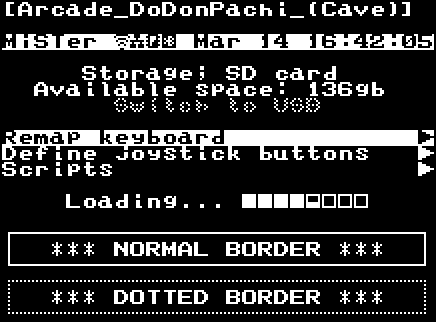 [Arcade_DoDonPachi_(Cave)]
MiSTer Mar 14 16:42:05
Storage: SD card
Available space: 136gb
Switch to USB
Remap keyboard
Define joystick buttons
Scripts
Loading...
*** NORMAL BORDER ***
*** DOTTED BORDER ***